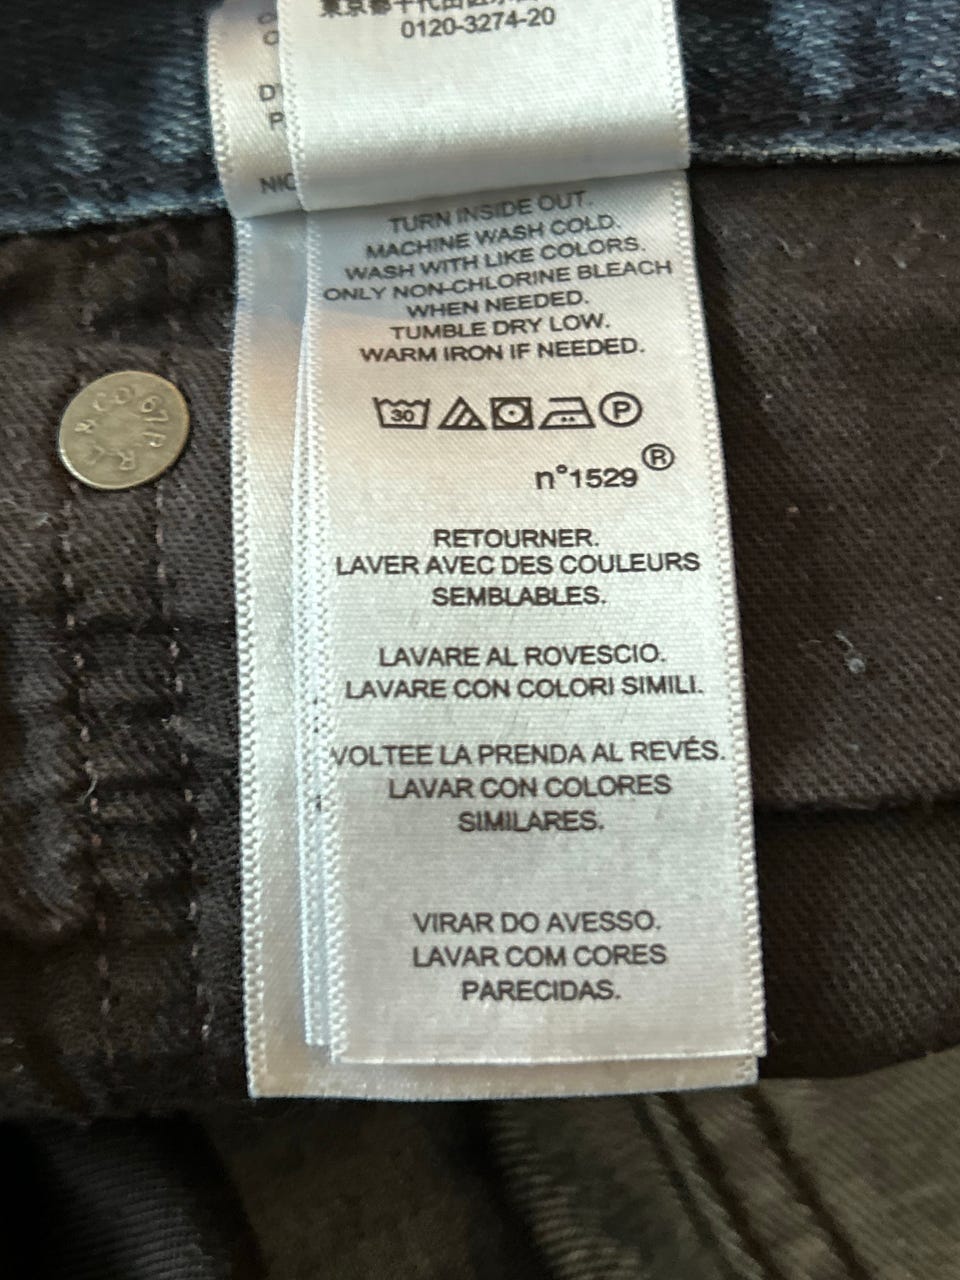 0120-3274-20
NIC
TURN INSIDE OUT.
MACHINE WASH COLD.
WASH WITH LIKE COLORS.
ONLY NON-CHLORINE BLEACH
WHEN NEEDED.
TUMBLE DRY LOW.
WARM IRON IF NEEDED.
30 P
n°1529®
RETOURNER.
LAVER AVEC DES COULEURS
SEMBLABLES.
LAVARE AL ROVESCIO.
LAVARE CON COLORI SIMILI.
VOLTEE LA PRENDA AL REVÉS.
LAVAR CON COLORES
SIMILARES.
VIRAR DO AVESSO.
LAVAR COM CORES
PARECIDAS.
67 P R L & CO